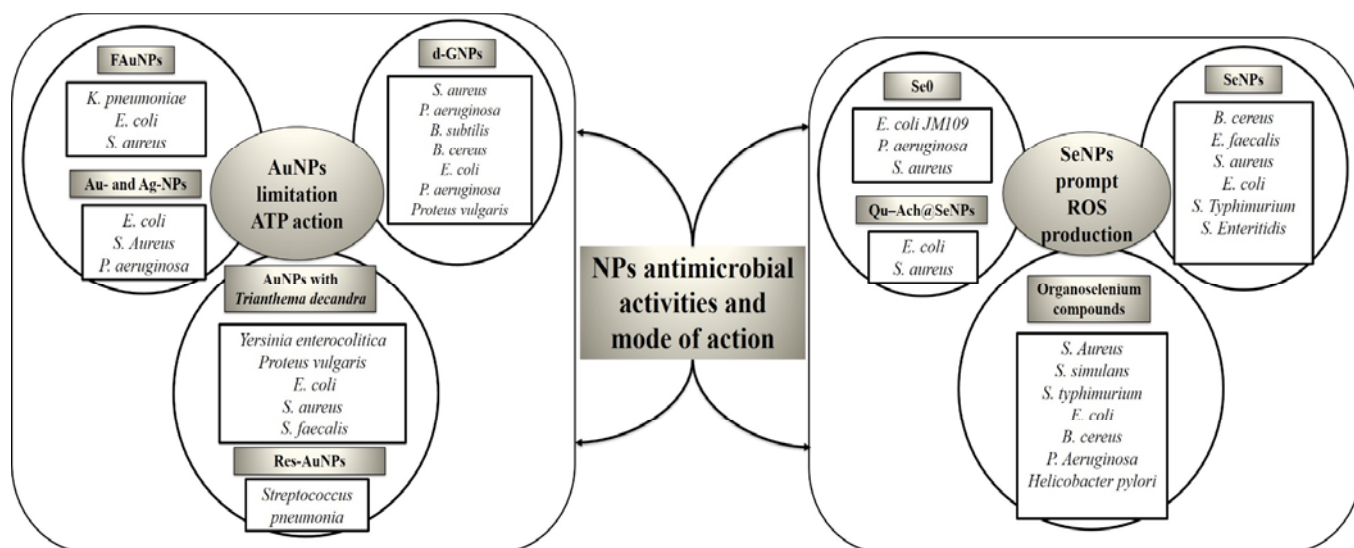 FAuNPs
K. pneumoniae
E. coli
S. aureus
Au- and Ag-NPs
E. coli
S. Aureus
P. aeruginosa
AuNPs
limitation
ATP action
d-GNPs
S. aureus
P. aeruginosa
B. subtilis
B. cereus
E. coli
P. aeruginosa
Proteus vulgaris
AuNPs with
Trianthema decandra
Yersinia enterocolitica
Proteus vulgaris
E. coli
S. aureus
S. faecalis
Res-AuNPs
Streptococcus
pneumonia
NPs antimicrobial
activities and
mode of action
Se0
E. coli JM109
P. aeruginosa
S. aureus
Qu–Ach@SeNPs
E. coli
S. aureus
SeNPs
prompt
ROS
production
SeNPs
B. cereus
E. faecalis
S. aureus
E. coli
S. Typhimurium
S. Enteritidis
Organoselenium
compounds
S. Aureus
S. simulans
S. typhimurium
E. coli
B. cereus
P. Aeruginosa
Helicobacter pylori